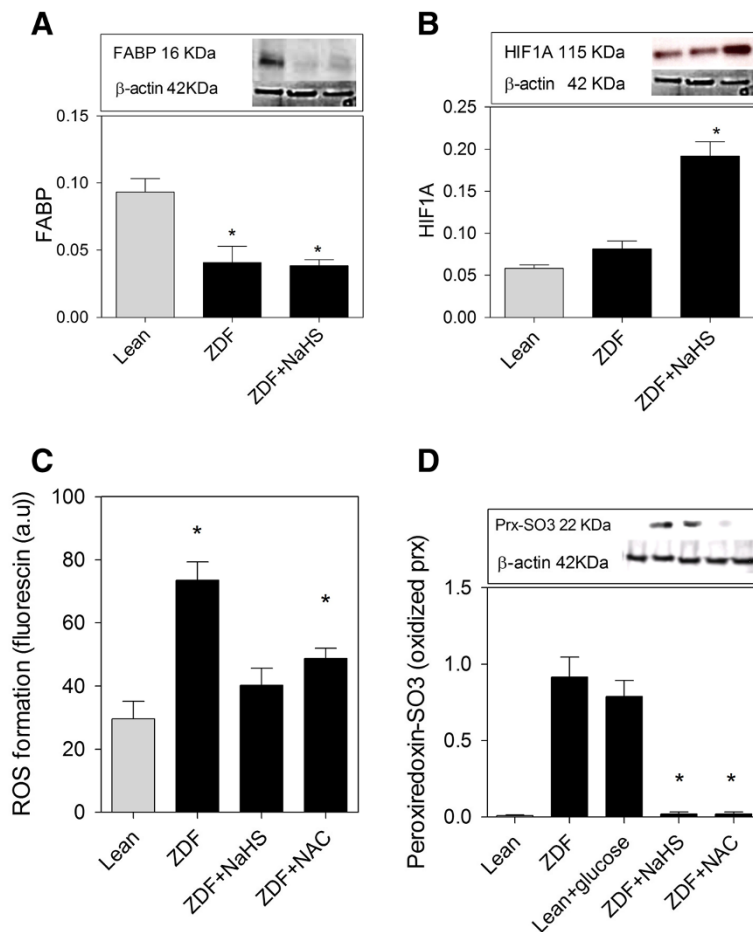 A
FABP 16 KDa
β-actin 42KDa
0.15
0.10
0.05
0.00
FABP
*
*
Lean
ZDF
ZDF+NaHS
B
HIF1A 115 KDa
β-actin 42 KDa
0.25
0.20
0.15
0.10
0.05
0.00
HIF1A
*
Lean
ZDF
ZDF+NaHS
C
100
80
60
40
20
0
ROS formation (fluorescin (a.u))
*
*
Lean
ZDF
ZDF+NaHS
ZDF+NAC
D
Prx-SO3 22 KDa
β-actin 42KDa
1.5
1.0
0.5
0.0
Peroxiredoxin-SO3 (oxidized prx)
*
*
Lean
ZDF
Lean+glucose
ZDF+NaHS
ZDF+NAC